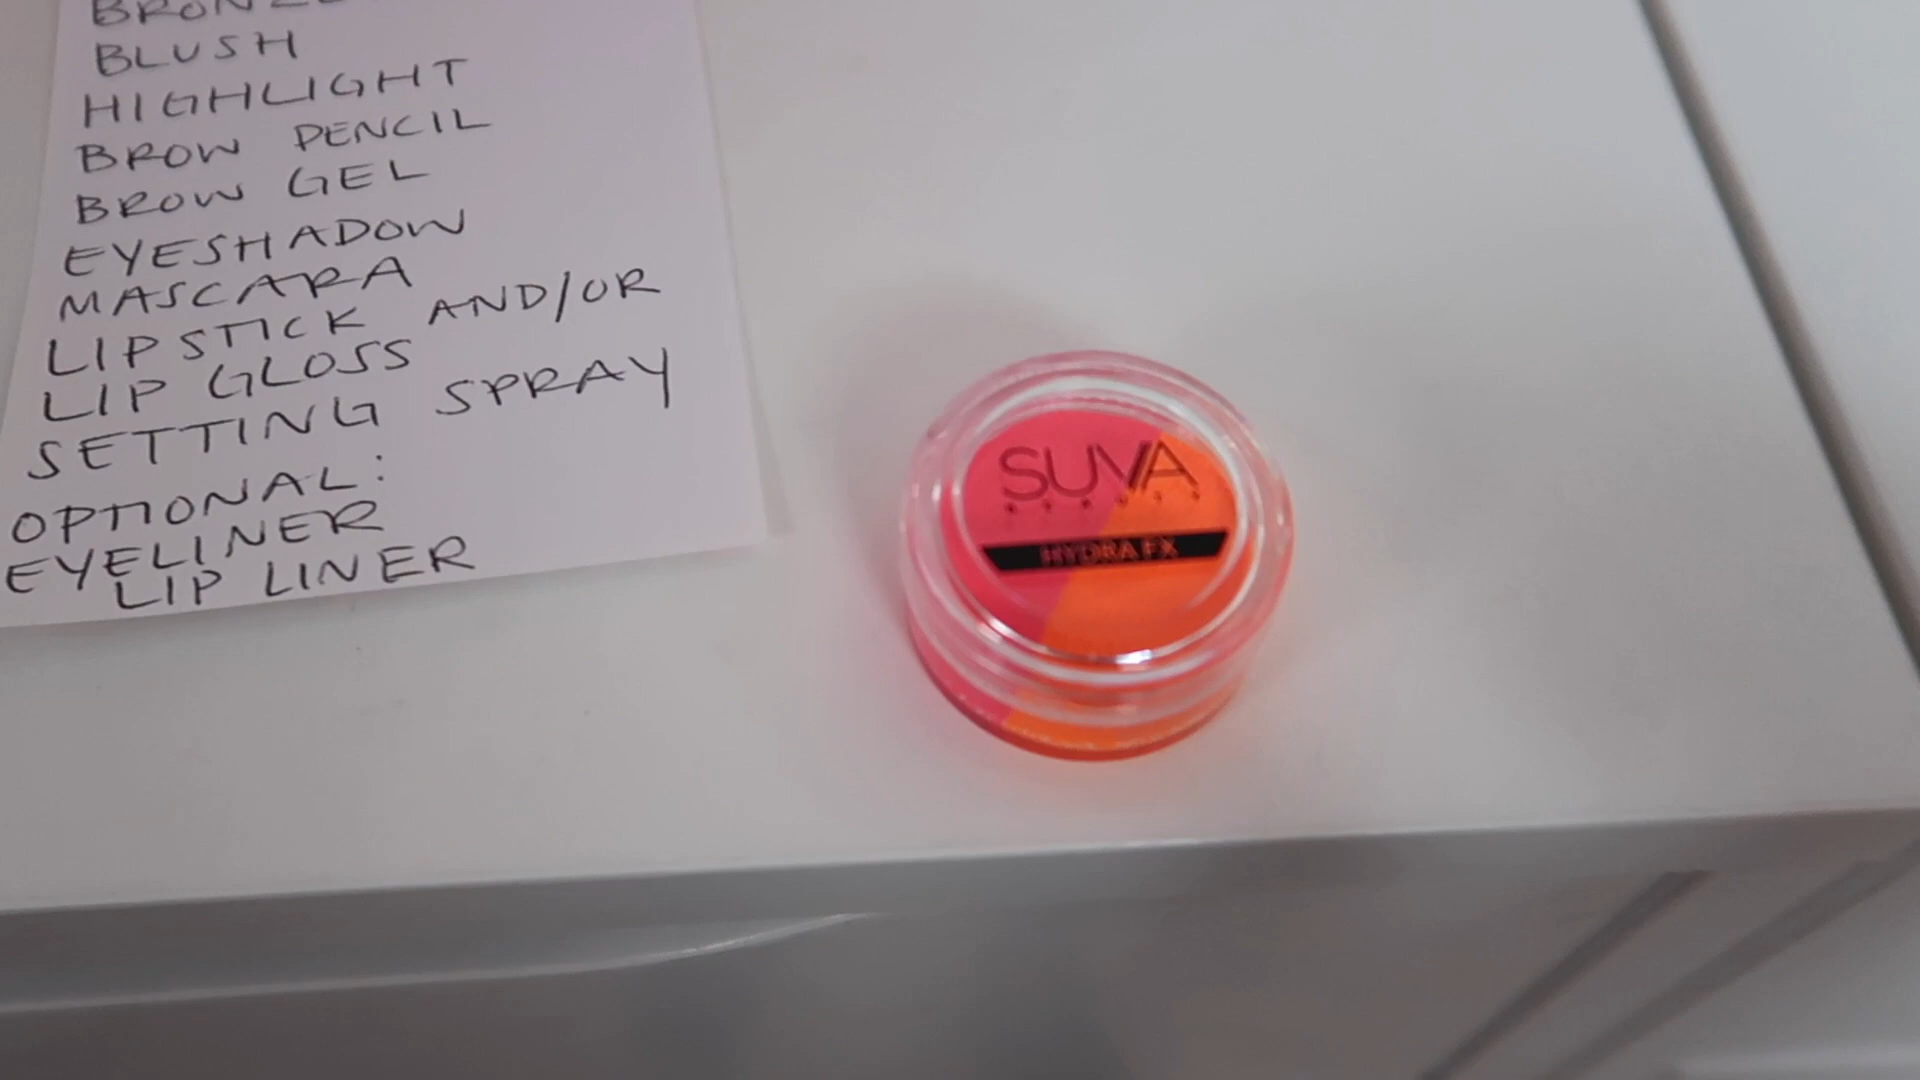 BLUSH
HIGHLIGHT
BROW PENCIL
BROW GEL
EYESHADOW
MASCARA
LIPSTICK AND/OR
LIP GLOSS
SETTING SPRAY
OPTIONAL:
EYELINER
LIP LINER
SUVA
BEAUTY
HYDRA FX